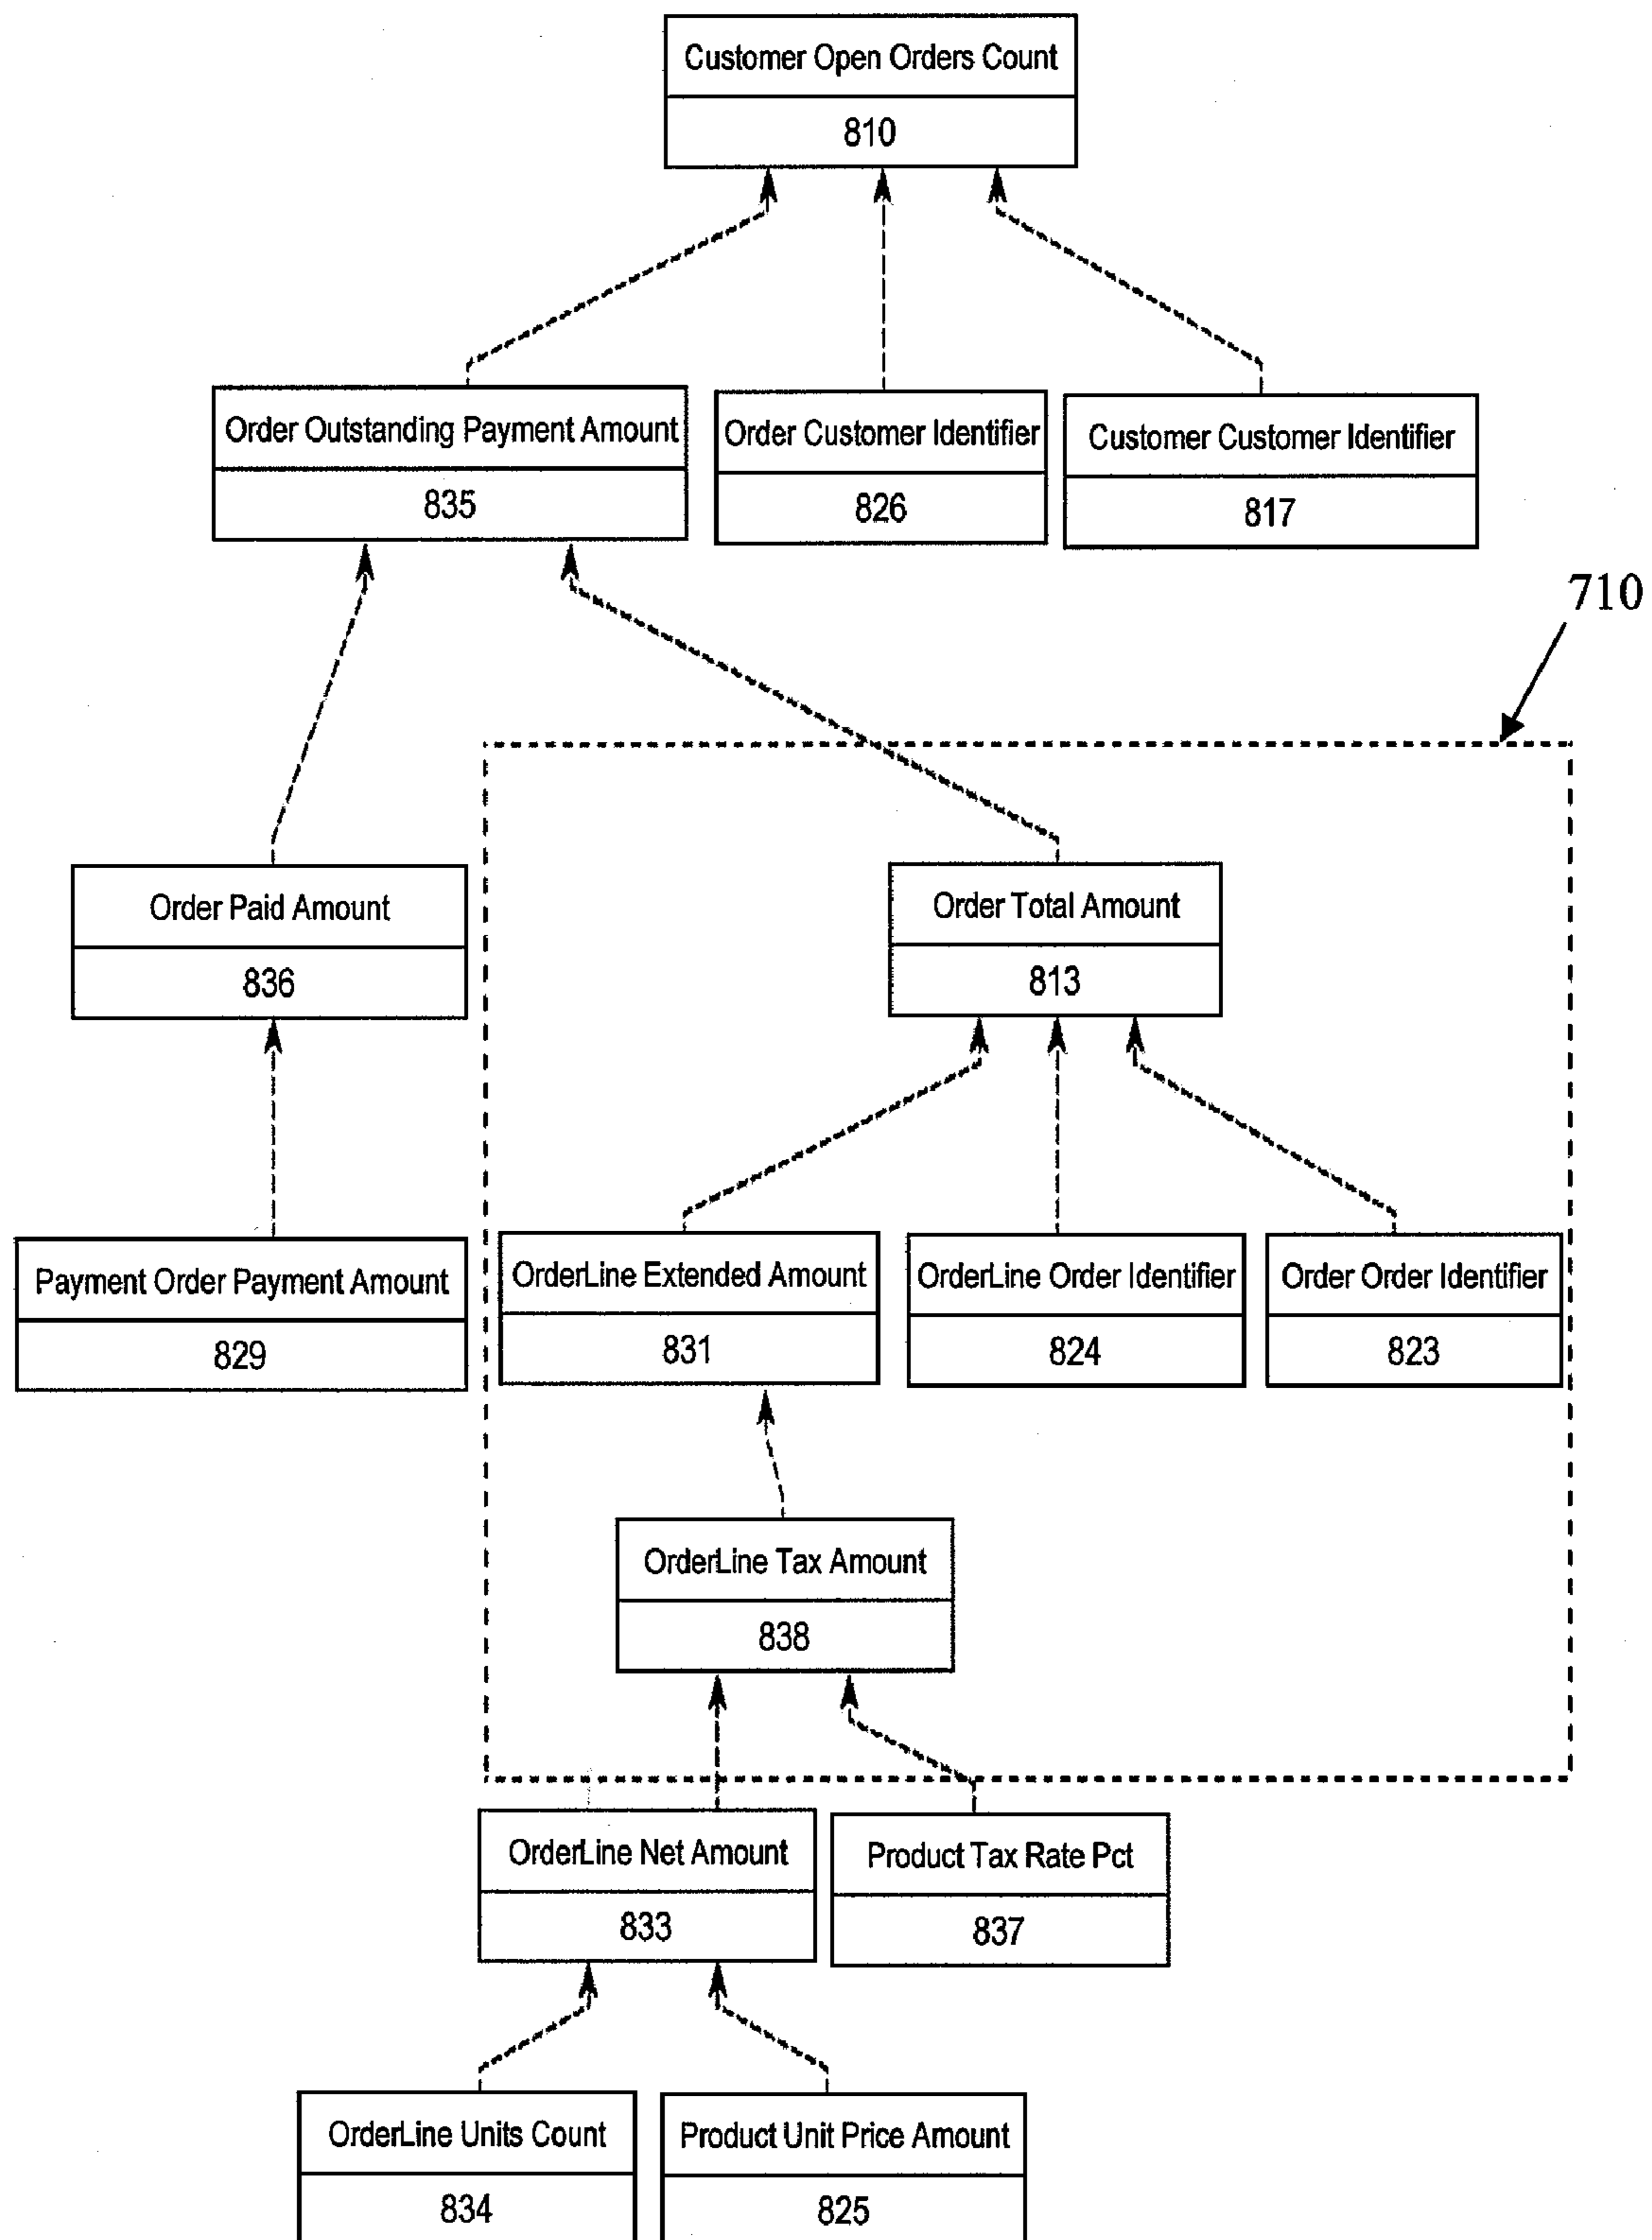 Customer Open Orders Count
810
Order Outstanding Payment Amount
835
Order Customer Identifier
826
Customer Customer Identifier
817
710
Order Paid Amount
836
Order Total Amount
813
Payment Order Payment Amount
829
OrderLine Extended Amount
831
OrderLine Order Identifier
824
Order Order Identifier
823
OrderLine Tax Amount
838
OrderLine Net Amount
833
Product Tax Rate Pct
837
OrderLine Units Count
834
Product Unit Price Amount
825